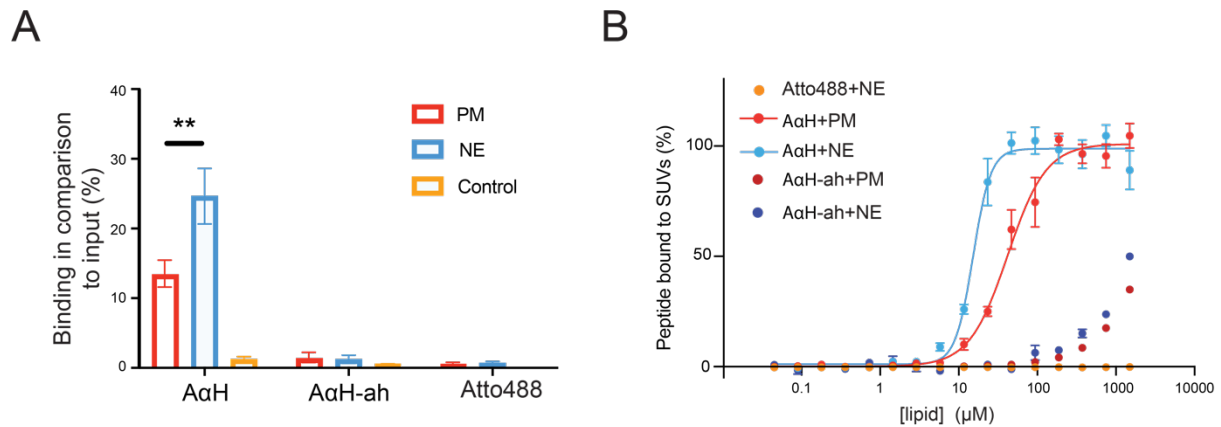 A
Binding in comparison
to input (%)
40
30
20
10
0
**
PM
NE
Control
AαH
AαH-ah
Atto488
B
Peptide bound to SUVs (%)
100
50
0
Atto488+NE
AαH+PM
AαH+NE
AαH-ah+PM
AαH-ah+NE
0.1
1
10
100
1000
10000
[lipid] (µM)